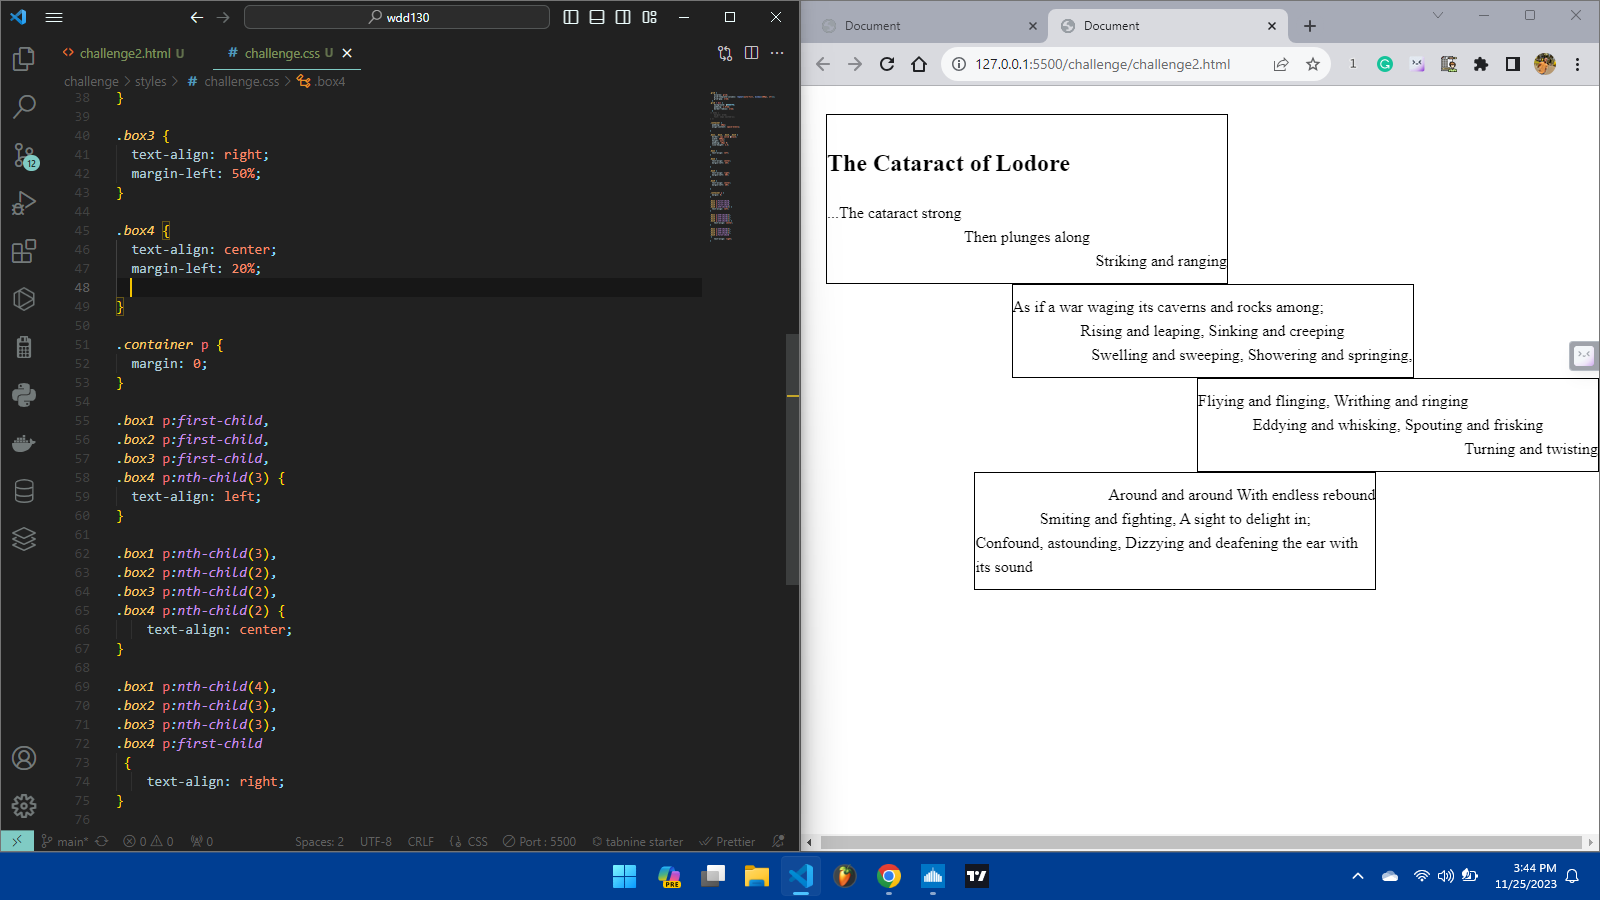 wdd130
challenge2.html U
# challenge.css U
challenge > styles > # challenge.css > .box4
38 }
39
40 .box3 {
41 text-align: right;
42 margin-left: 50%;
43 }
44
45 .box4 {
46 text-align: center;
47 margin-left: 20%;
48
49 }
50
51 .container p {
52 margin: 0;
53 }
54
55 .box1 p:first-child,
56 .box2 p:first-child,
57 .box3 p:first-child,
58 .box4 p:nth-child(3) {
59 text-align: left;
60 }
61
62 .box1 p:nth-child(3),
63 .box2 p:nth-child(2),
64 .box3 p:nth-child(2),
65 .box4 p:nth-child(2) {
66 text-align: center;
67 }
68
69 .box1 p:nth-child(4),
70 .box2 p:nth-child(3),
71 .box3 p:nth-child(3),
72 .box4 p:first-child
73 {
74 text-align: right;
75 }
76
12
main* 0 0 0 Spaces: 2 UTF-8 CRLF {} CSS Port : 5500 tabnine starter Prettier
Document
Document
127.0.0.1:5500/challenge/challenge2.html
1
The Cataract of Lodore
...The cataract strong
Then plunges along
Striking and ranging
As if a war waging its caverns and rocks among;
Rising and leaping, Sinking and creeping
Swelling and sweeping, Showering and springing,
Fliying and flinging, Writhing and ringing
Eddying and whisking, Spouting and frisking
Turning and twisting
Around and around With endless rebound
Smiting and fighting, A sight to delight in;
Confound, astounding, Dizzying and deafening the ear with
its sound
PRE
3:44 PM
11/25/2023